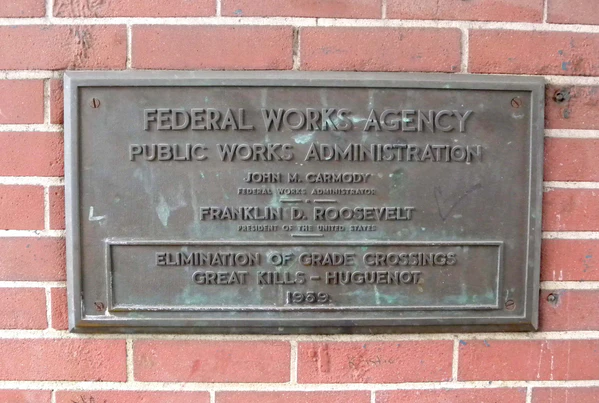 FEDERAL WORKS AGENCY
PUBLIC WORKS ADMINISTRATION
JOHN M. CARMODY
FEDERAL WORKS ADMINISTRATOR
FRANKLIN D. ROOSEVELT
PRESIDENT OF THE UNITED STATES
ELIMINATION OF GRADE CROSSINGS
GREAT KILLS – HUGUENOT
1939